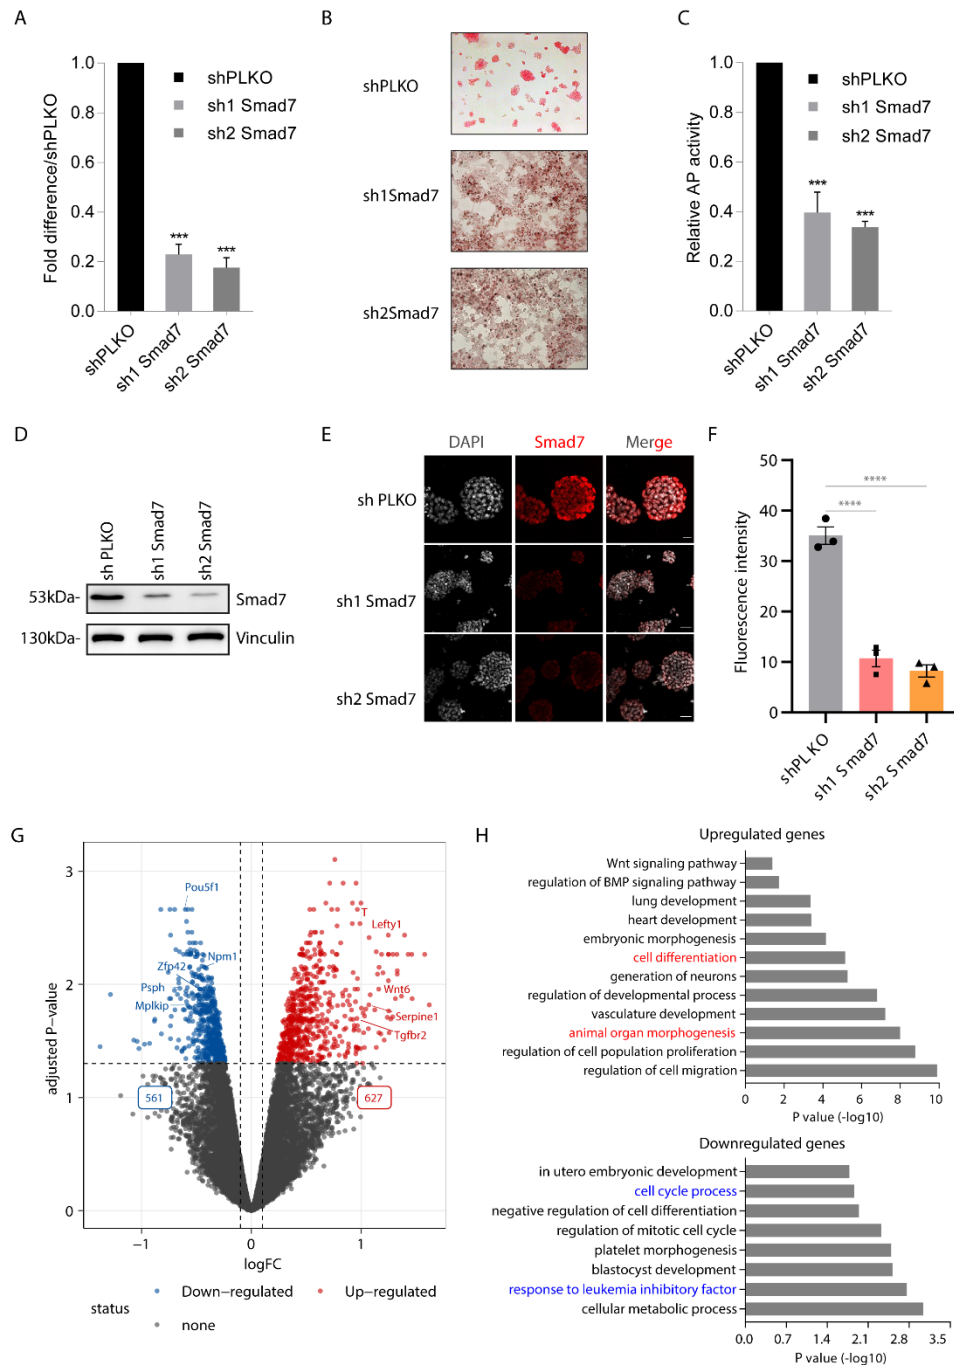 A
Fold difference/shPLKO
1.0
0.8
0.6
0.4
0.2
0.0
shPLKO
sh1 Smad7
sh2 Smad7
***
***
shPLKO
sh1 Smad7
sh2 Smad7
B
shPLKO
sh1Smad7
sh2Smad7
C
Relative AP activity
1.0
0.8
0.6
0.4
0.2
0.0
shPLKO
sh1 Smad7
sh2 Smad7
***
***
shPLKO
sh1 Smad7
sh2 Smad7
D
sh PLKO
sh1 Smad7
sh2 Smad7
53kDa-
Smad7
130kDa-
Vinculin
E
DAPI
Smad7
Merge
sh PLKO
sh1 Smad7
sh2 Smad7
F
Fluorescence intensity
50
40
30
20
10
0
****
****
shPLKO
sh1 Smad7
sh2 Smad7
G
adjusted P−value
3
2
1
0
Pou5f1
Npm1
Zfp42
Psph
Mplkip
T
Lefty1
Wnt6
Serpine1
Tgfbr2
561
627
−1
0
1
logFC
status
Down−regulated
Up−regulated
none
H
Upregulated genes
Wnt signaling pathway
regulation of BMP signaling pathway
lung development
heart development
embryonic morphogenesis
cell differentiation
generation of neurons
regulation of developmental process
vasculature development
animal organ morphogenesis
regulation of cell population proliferation
regulation of cell migration
0 2 4 6 8 10
P value (-log10)
Downregulated genes
in utero embryonic development
cell cycle process
negative regulation of cell differentiation
regulation of mitotic cell cycle
platelet morphogenesis
blastocyst development
response to leukemia inhibitory factor
cellular metabolic process
0.0 0.7 1.4 2.1 2.8 3.5
P value (-log10)